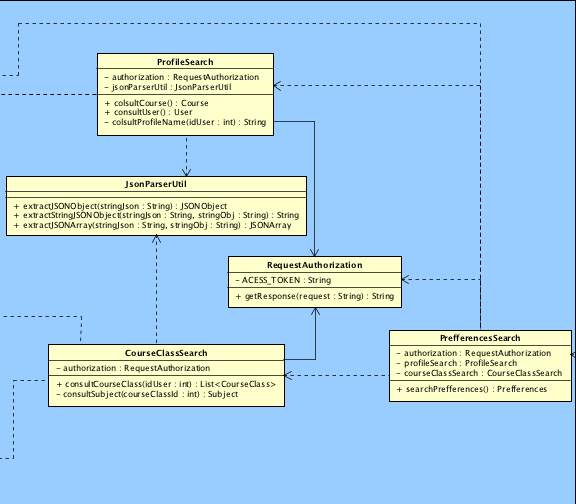 ProfileSearch
– authorization : RequestAuthorization
– jsonParserUtil : JsonParserUtil
+ colsultCourse() : Course
+ consultUser() : User
– colsultProfileName(idUser : int) : String
JsonParserUtil
+ extractJSONObject(stringJson : String) : JSONObject
+ extractStringJSONObject(stringJson : String, stringObj : String) : String
+ extractJSONArray(stringJson : String, stringObj : String) : JSONArray
RequestAuthorization
– ACESS_TOKEN : String
+ getResponse(request : String) : String
CourseClassSearch
– authorization : RequestAuthorization
+ consultCourseClass(idUser : int) : List<CourseClass>
– consultSubject(courseClassId : int) : Subject
PrefferencesSearch
– authorization : RequestAuthorization
– profileSearch : ProfileSearch
– courseClassSearch : CourseClassSearch
+ searchPrefferences() : Prefferences